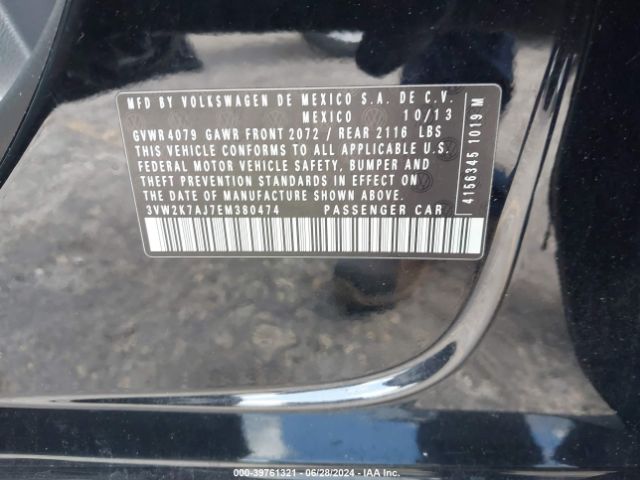 MFD BY VOLKSWAGEN DE MEXICO S.A. DE C.V.
MEXICO 10/13
GVWR 4079 GAWR FRONT 2072 / REAR 2116 LBS
THIS VEHICLE CONFORMS TO ALL APPLICABLE U.S.
FEDERAL MOTOR VEHICLE SAFETY, BUMPER AND
THEFT PREVENTION STANDARDS IN EFFECT ON
THE DATE OF MANUFACTURE SHOWN ABOVE.
3VW2K7AJ7EM380474 PASSENGER CAR
4156345 1019 M
99-39761321 / 06/28/2024 - IAA Inc.